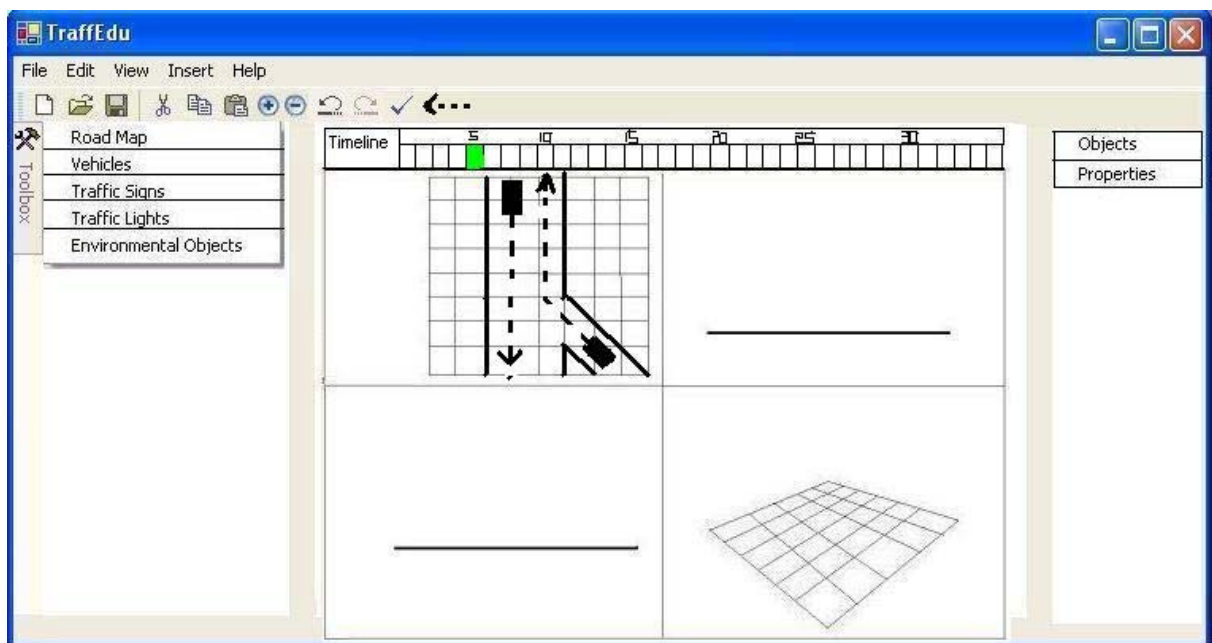 TraffEdu
File Edit View Insert Help
Toolbox
Road Map
Vehicles
Traffic Signs
Traffic Lights
Environmental Objects
Timeline 5 10 15 20 25 30
Objects
Properties